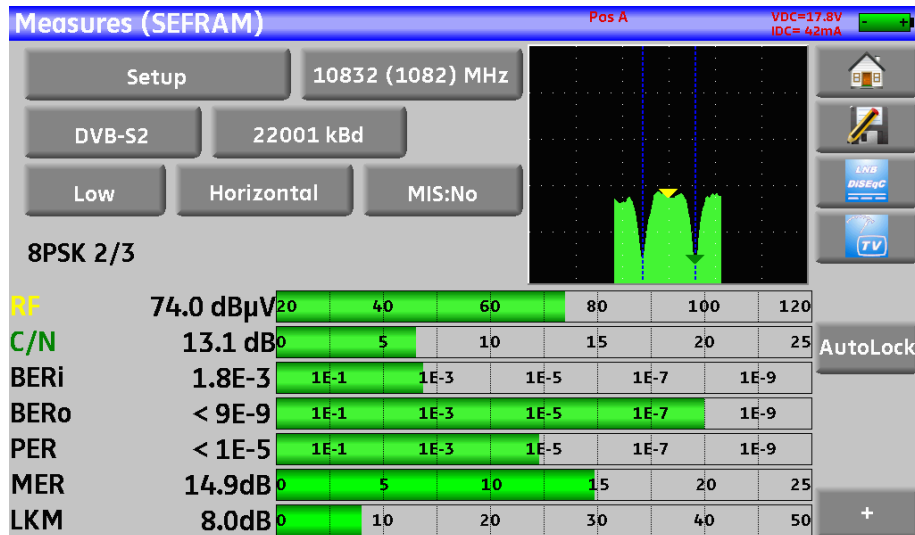 Measures (SEFRAM)
Pos A
VDC=17.8V
IDC= 42mA
- +
Setup
10832 (1082) MHz
DVB-S2
22001 kBd
Low
Horizontal
MIS:No
8PSK 2/3
LNB
DiSEqC
TV
RF 74.0 dBµV 20 40 60 80 100 120
C/N 13.1 dB 0 5 10 15 20 25
BERi 1.8E-3 1E-1 1E-3 1E-5 1E-7 1E-9
BERo < 9E-9 1E-1 1E-3 1E-5 1E-7 1E-9
PER < 1E-5 1E-1 1E-3 1E-5 1E-7 1E-9
MER 14.9dB 0 5 10 15 20 25
LKM 8.0dB 0 10 20 30 40 50
AutoLock
+